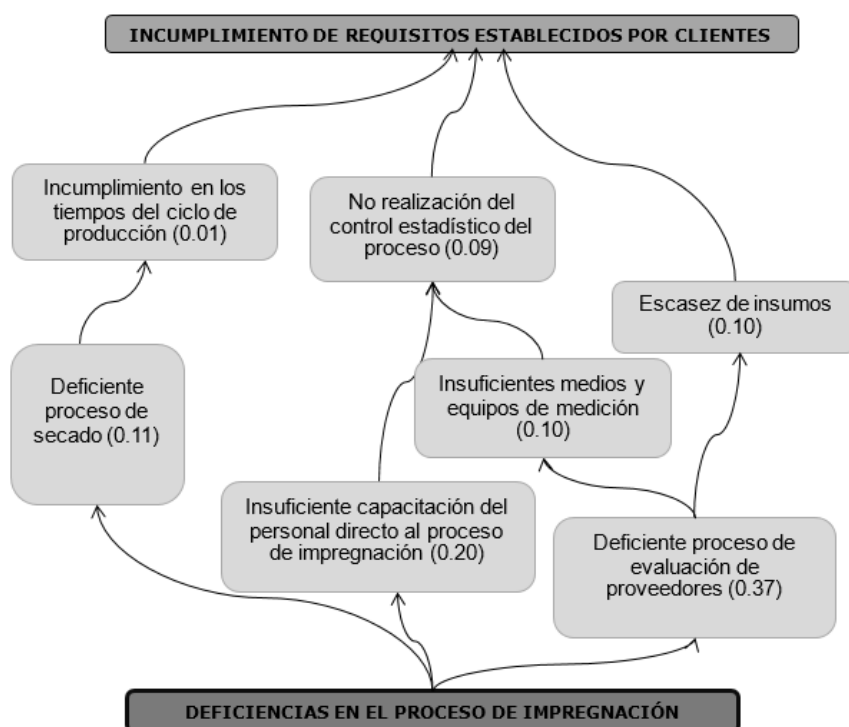 INCUMPLIMIENTO DE REQUISITOS ESTABLECIDOS POR CLIENTES
Incumplimiento en los
tiempos del ciclo de
producción (0.01)
No realización del
control estadístico del
proceso (0.09)
Escasez de insumos
(0.10)
Deficiente
proceso de
secado (0.11)
Insuficientes medios y
equipos de medición
(0.10)
Insuficiente capacitación del
personal directo al proceso
de impregnación (0.20)
Deficiente proceso de
evaluación de
proveedores (0.37)
DEFICIENCIAS EN EL PROCESO DE IMPREGNACIÓN